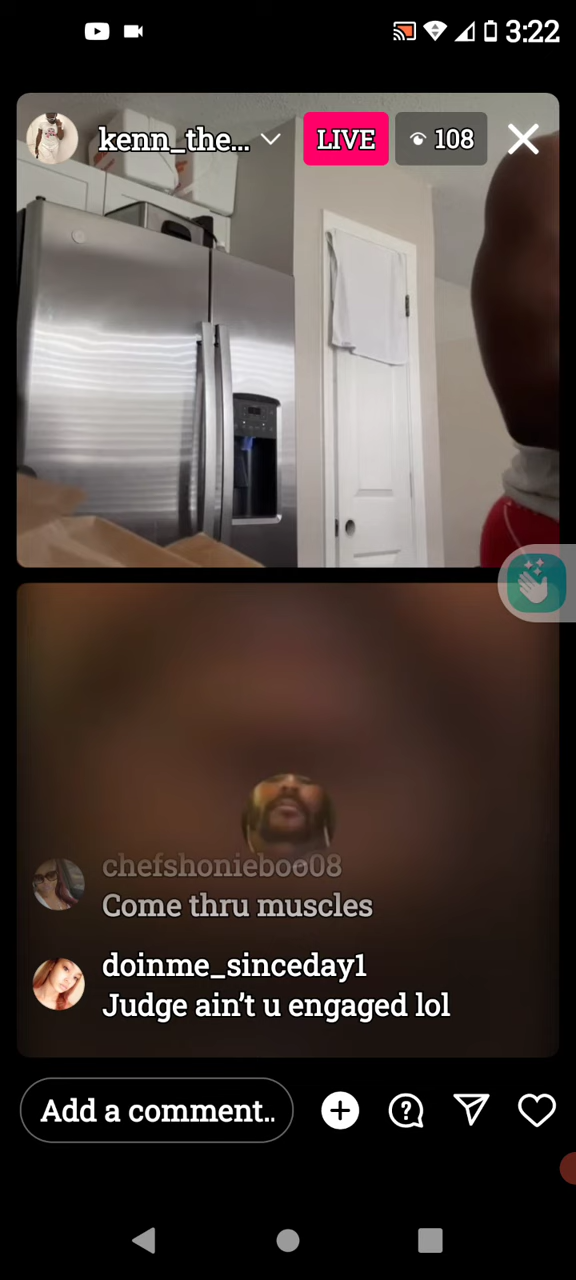 3:22
kenn_the...
LIVE
108
chefshonieboo08
Come thru muscles
doinme_sinceday1
Judge ain't u engaged lol
Add a comment..